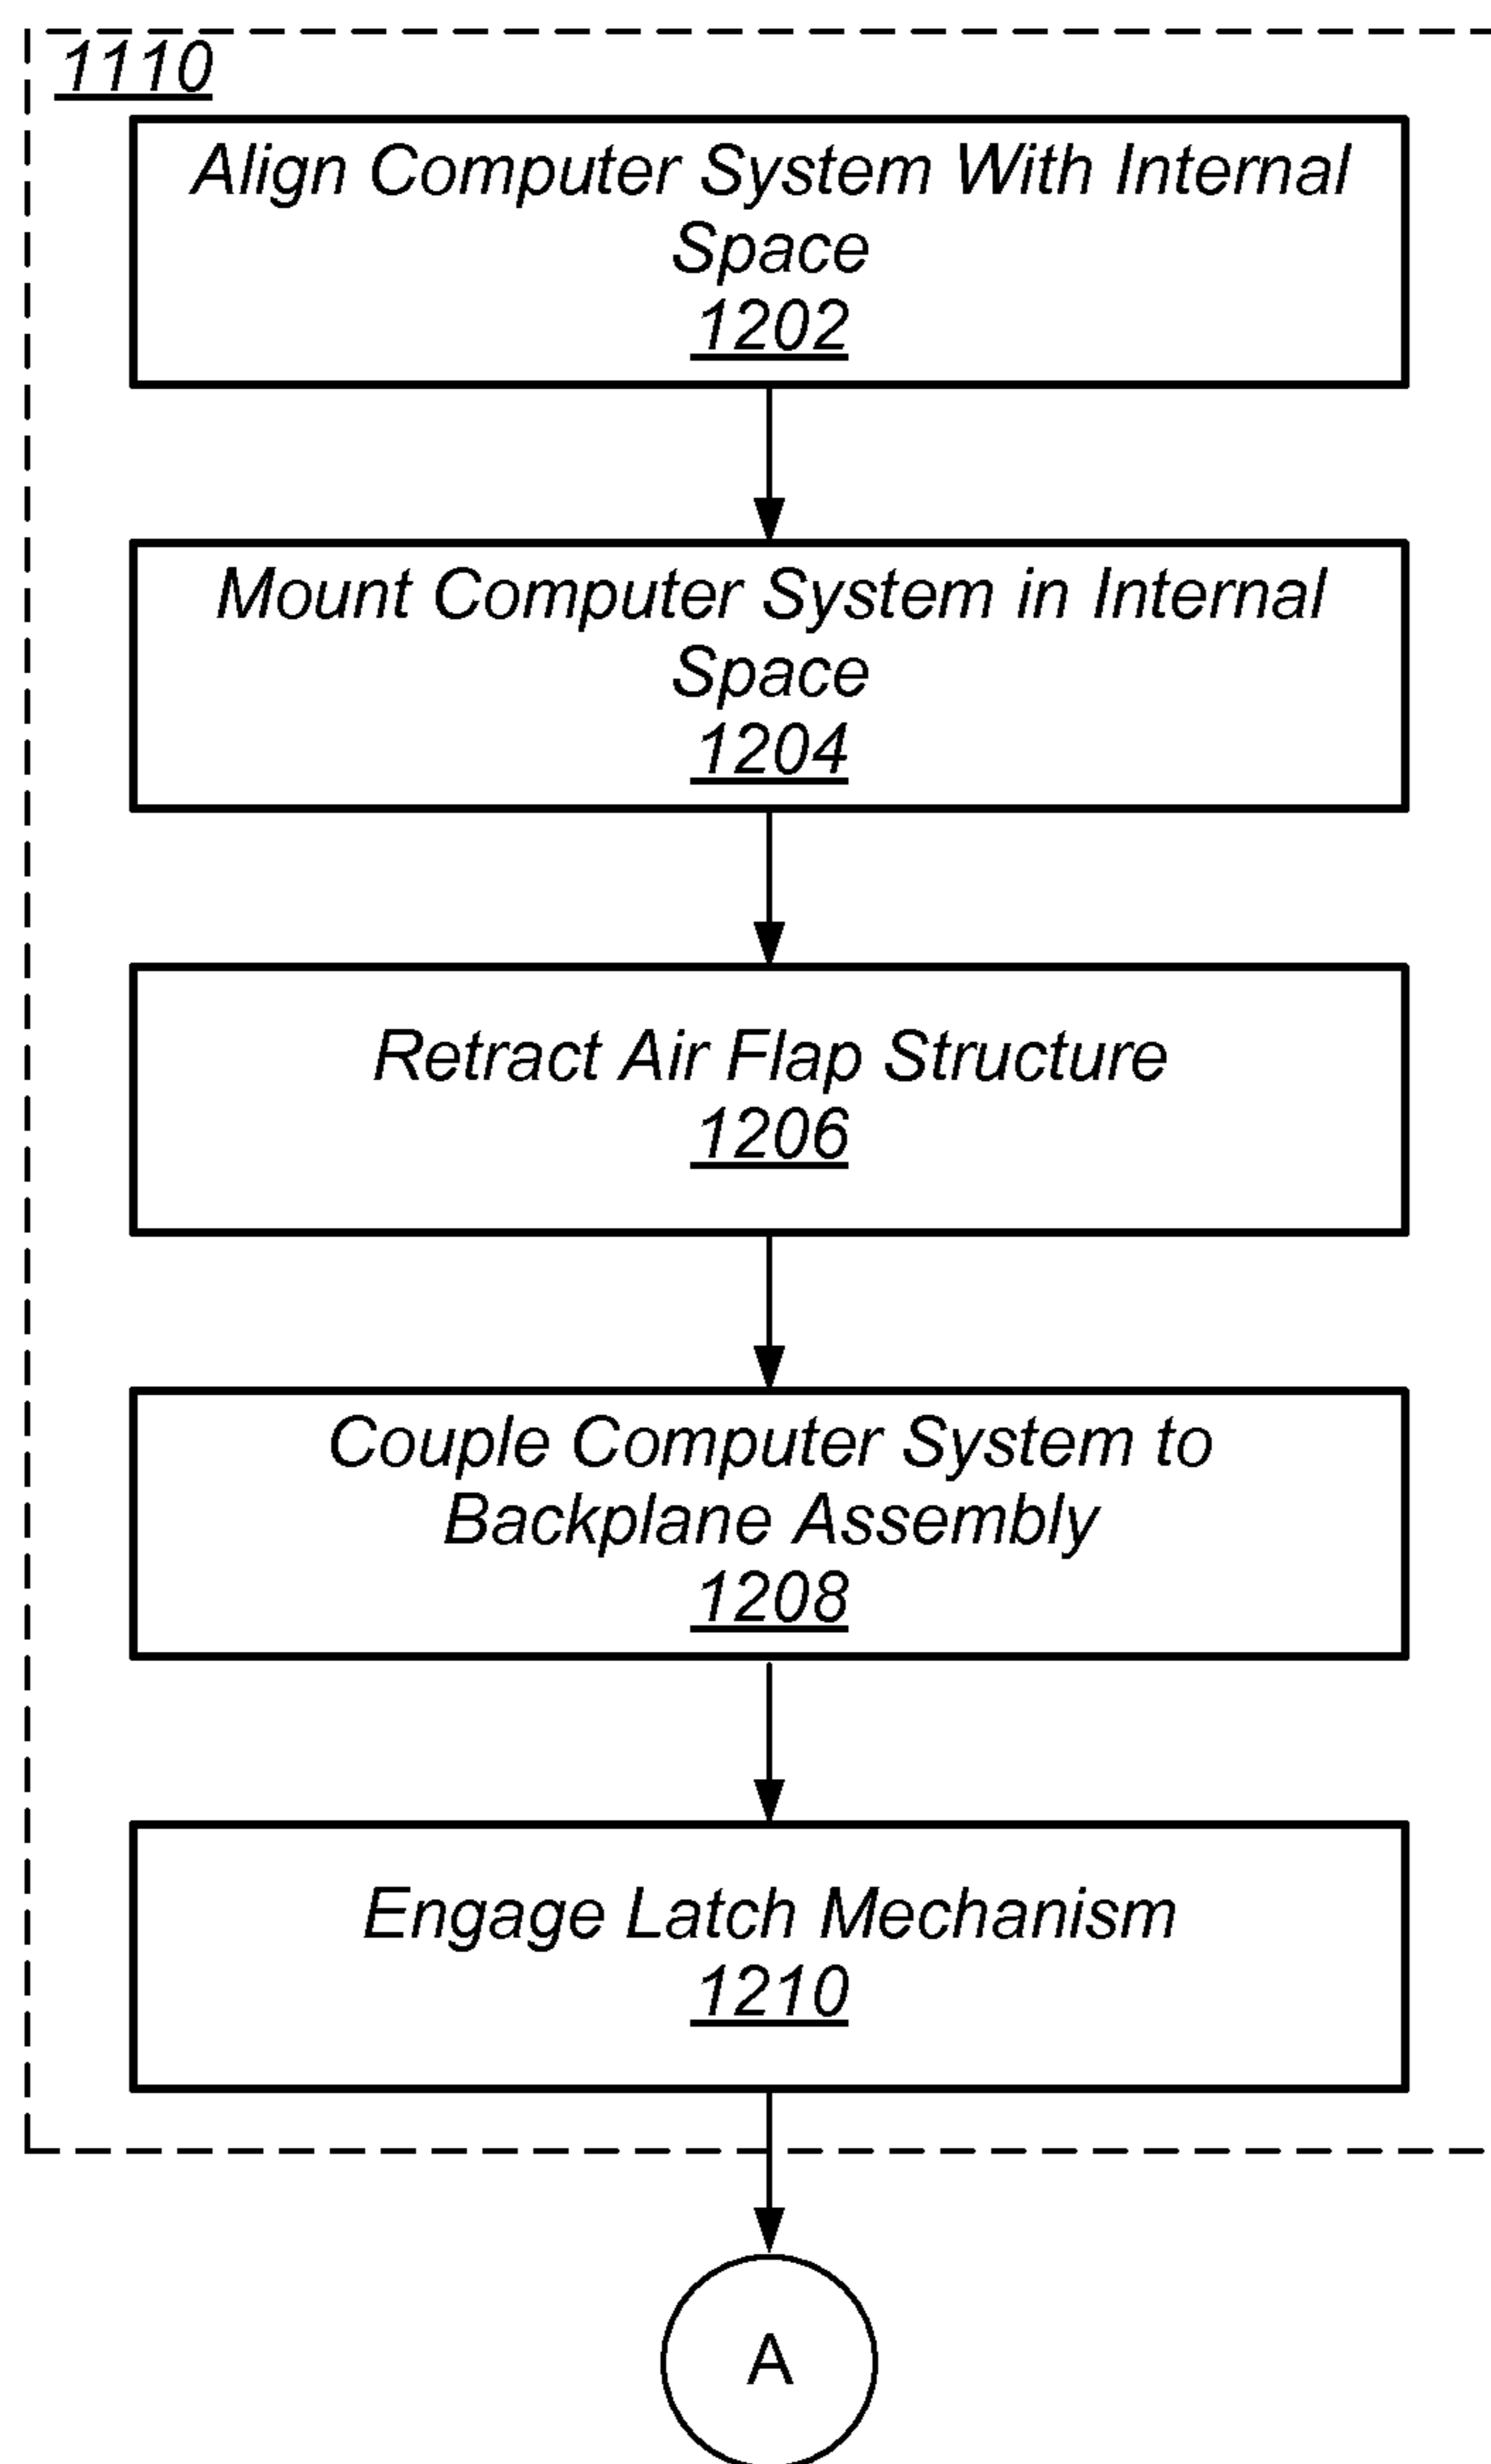 1110
Align Computer System With Internal
Space
1202
Mount Computer System in Internal
Space
1204
Retract Air Flap Structure
1206
Couple Computer System to
Backplane Assembly
1208
Engage Latch Mechanism
1210
A